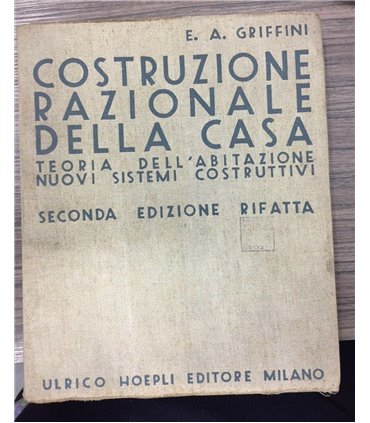 E. A. GRIFFINI
COSTRUZIONE
RAZIONALE
DELLA CASA
TEORIA DELL'ABITAZIONE
NUOVI SISTEMI COSTRUTTIVI
SECONDA EDIZIONE RIFATTA
ULRICO HOEPLI EDITORE MILANO